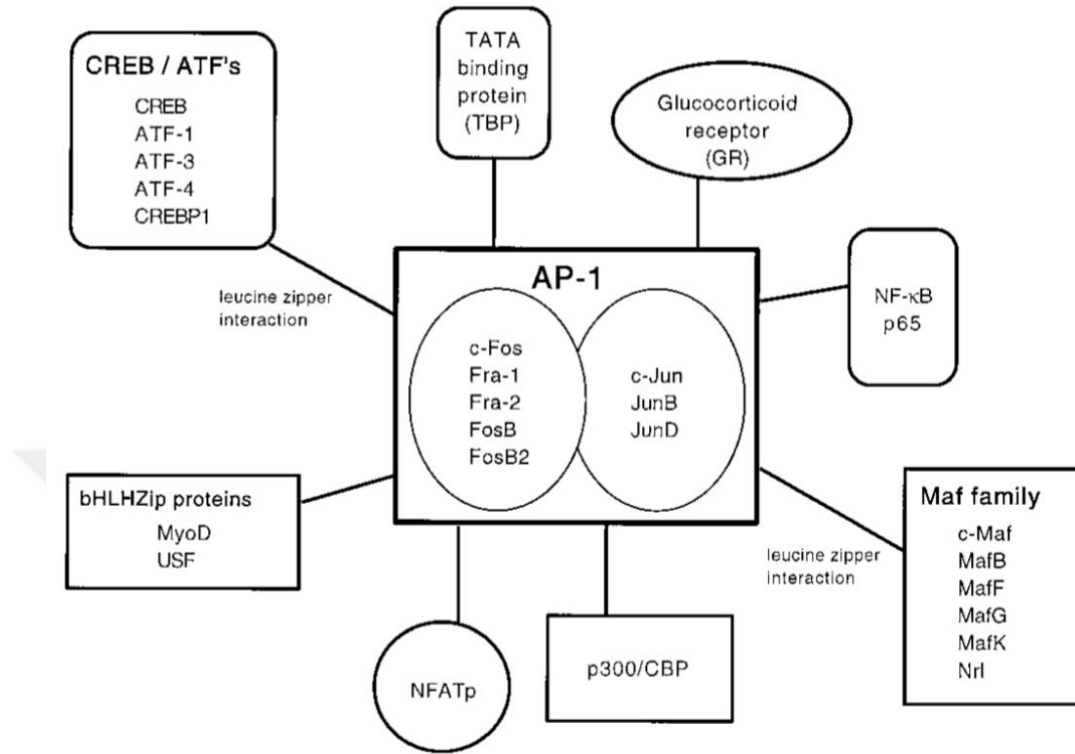 CREB / ATF's
CREB
ATF-1
ATF-3
ATF-4
CREBP1
TATA
binding
protein
(TBP)
Glucocorticoid
receptor
(GR)
leucine zipper
interaction
AP-1
c-Fos
Fra-1
Fra-2
FosB
FosB2
c-Jun
JunB
JunD
NF-κB
p65
bHLHZip proteins
MyoD
USF
NFATp
p300/CBP
leucine zipper
interaction
Maf family
c-Maf
MafB
MafF
MafG
MafK
Nrl